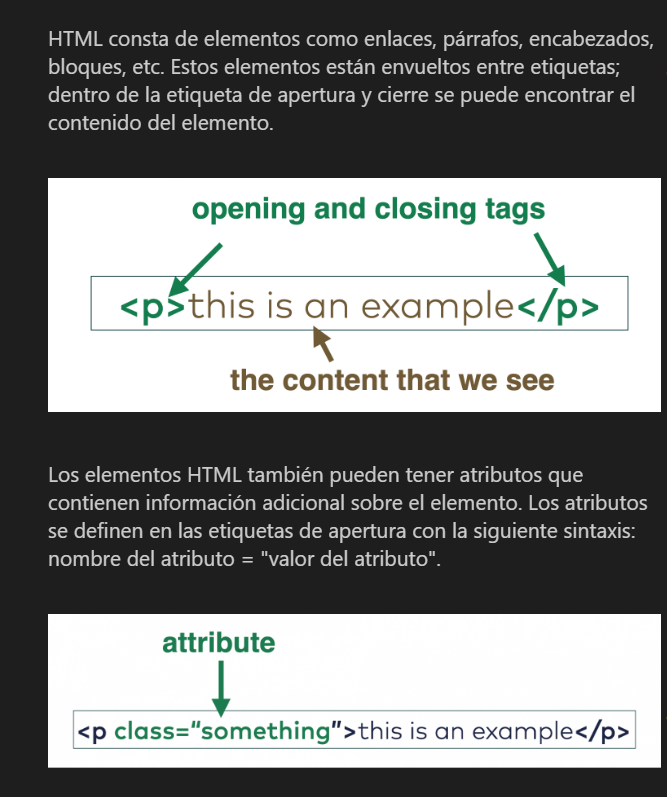 HTML consta de elementos como enlaces, párrafos, encabezados,
bloques, etc. Estos elementos están envueltos entre etiquetas;
dentro de la etiqueta de apertura y cierre se puede encontrar el
contenido del elemento.
opening and closing tags
<p>this is an example</p>
the content that we see
Los elementos HTML también pueden tener atributos que
contienen información adicional sobre el elemento. Los atributos
se definen en las etiquetas de apertura con la siguiente sintaxis:
nombre del atributo = "valor del atributo".
attribute
<p class=“something”>this is an example</p>